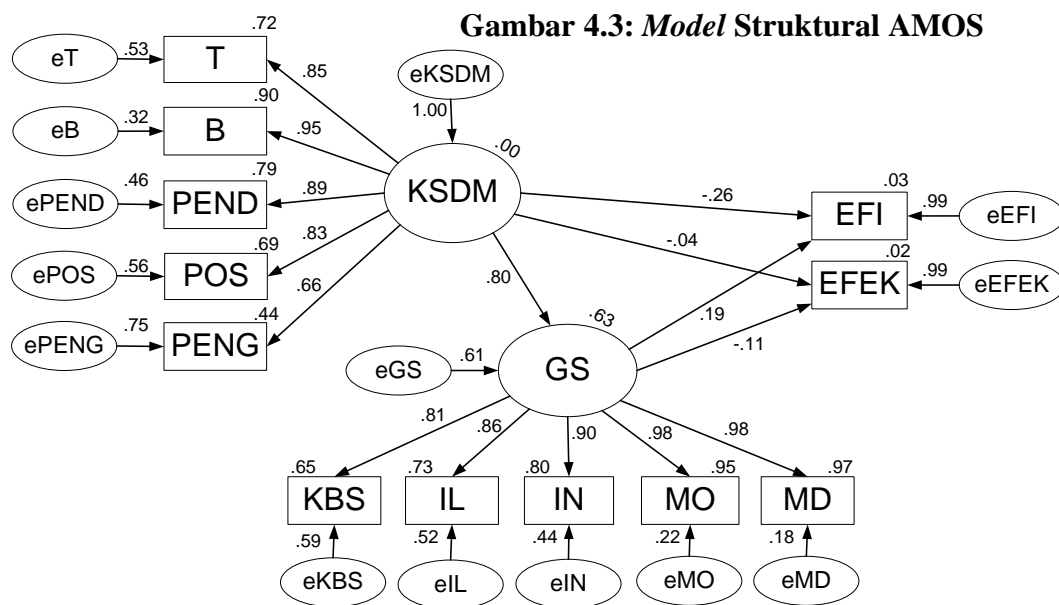 Gambar 4.3: Model Struktural AMOS
.72
eT .53 T
.85
eKSDM
1.00
.90
eB .32 B
.95
.00
KSDM
.79
ePEND .46 PEND
.89
-.26
.03
EFI .99 eEFI
.69
ePOS .56 POS
.83
-.04
.02
EFEK .99 eEFEK
.66
.80
.44
ePENG .75 PENG
.19
-.11
.63
eGS .61 GS
.81
.86
.90
.98
.98
.65 .73 .80 .95 .97
KBS IL IN MO MD
.59 .52 .44 .22 .18
eKBS eIL eIN eMO eMD